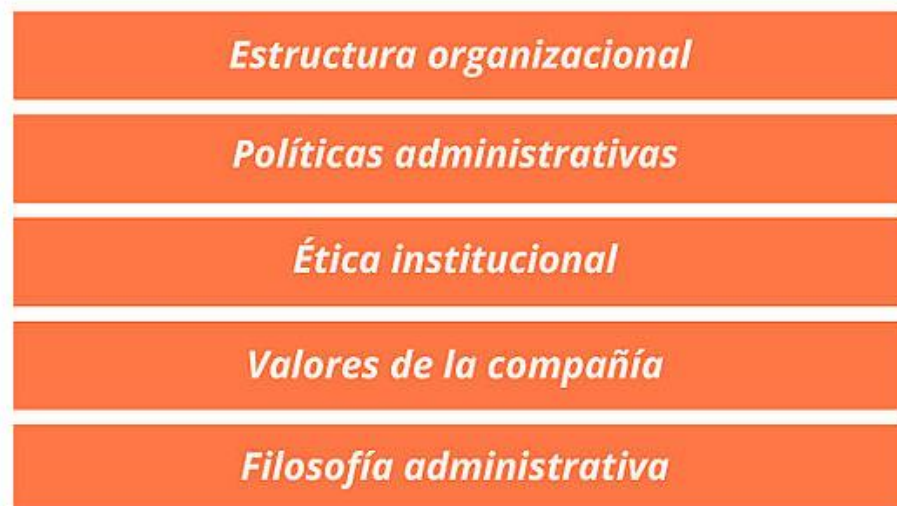 Estructura organizacional
Políticas administrativas
Ética institucional
Valores de la compañía
Filosofía administrativa